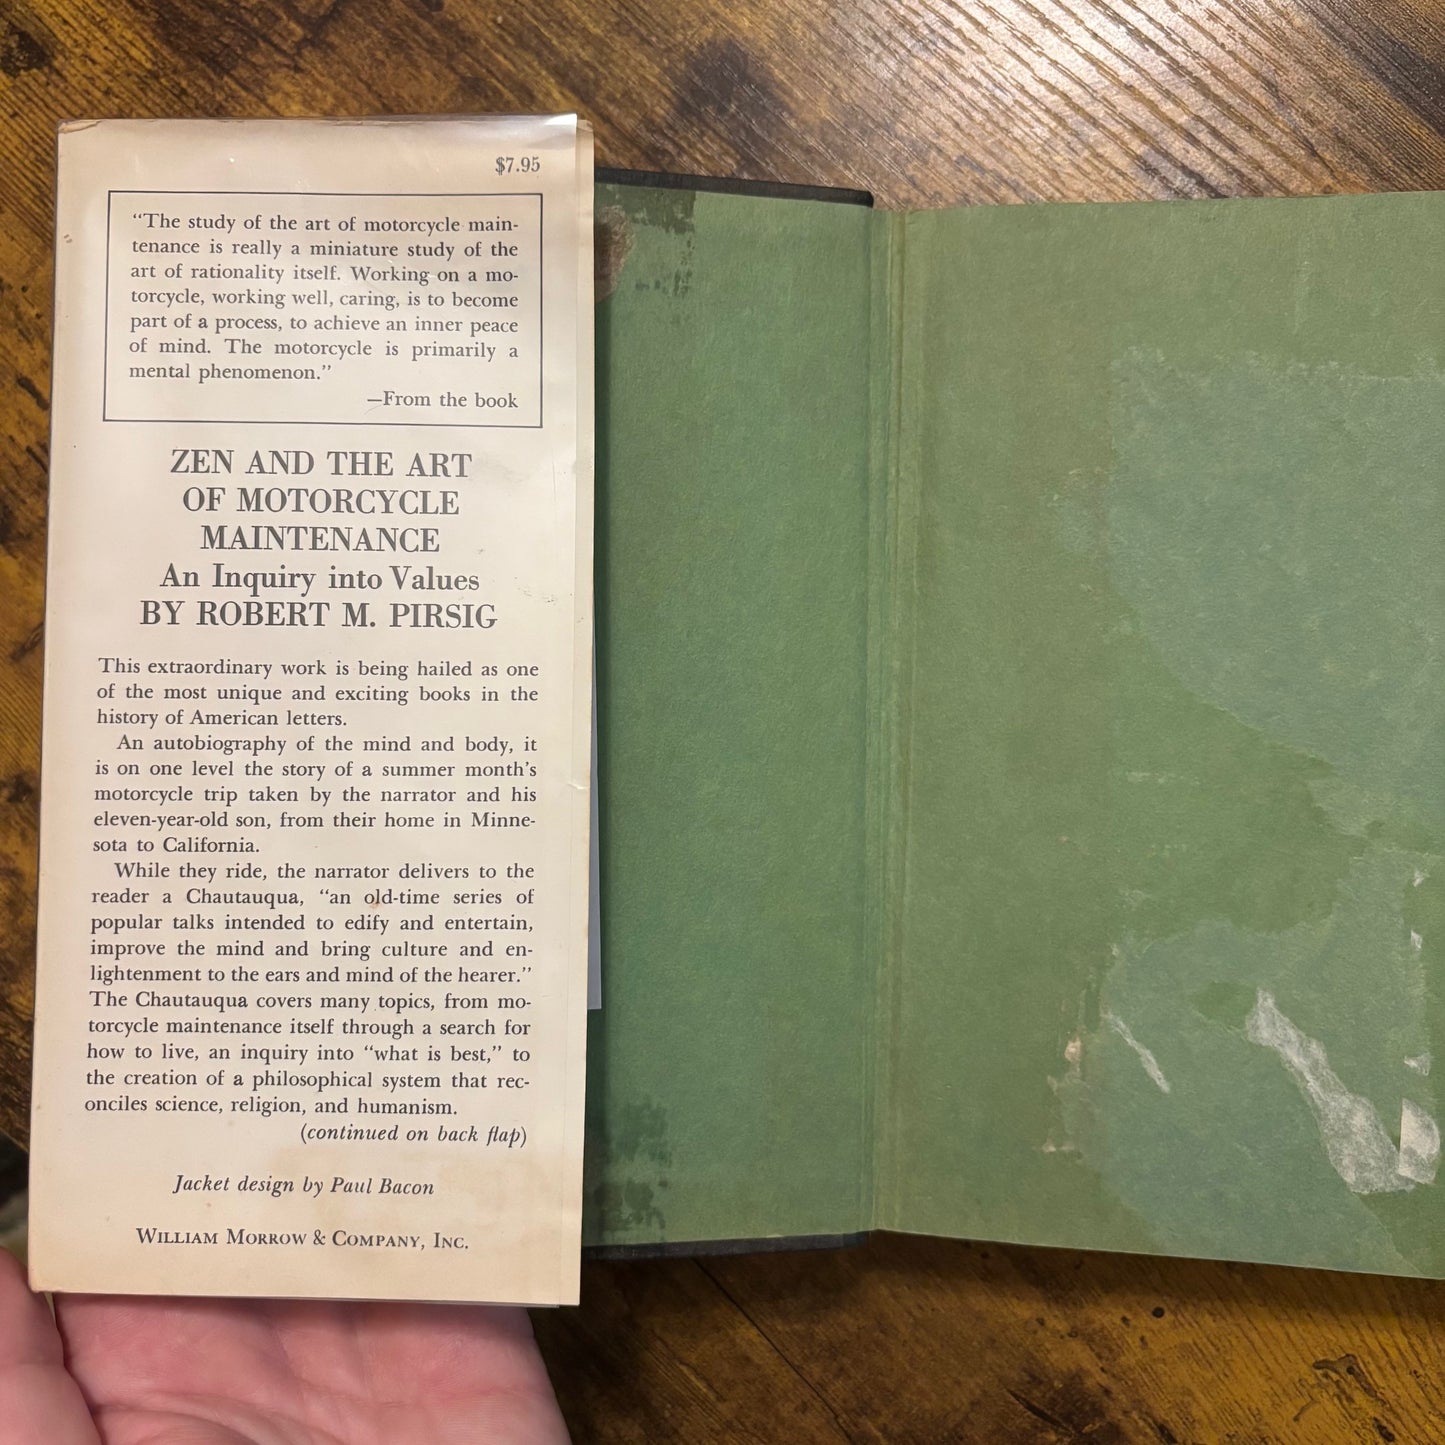 $7.95
"The study of the art of motorcycle main-
tenance is really a miniature study of the
art of rationality itself. Working on a mo-
torcycle, working well, caring, is to become
part of a process, to achieve an inner peace
of mind. The motorcycle is primarily a
mental phenomenon."
—From the book
ZEN AND THE ART
OF MOTORCYCLE
MAINTENANCE
An Inquiry into Values
BY ROBERT M. PIRSIG
This extraordinary work is being hailed as one
of the most unique and exciting books in the
history of American letters.
An autobiography of the mind and body, it
is on one level the story of a summer month's
motorcycle trip taken by the narrator and his
eleven-year-old son, from their home in Minne-
sota to California.
While they ride, the narrator delivers to the
reader a Chautauqua, "an old-time series of
popular talks intended to edify and entertain,
improve the mind and bring culture and en-
lightenment to the ears and mind of the hearer."
The Chautauqua covers many topics, from mo-
torcycle maintenance itself through a search for
how to live, an inquiry into "what is best," to
the creation of a philosophical system that rec-
onciles science, religion, and humanism.
(continued on back flap)
Jacket design by Paul Bacon
WILLIAM MORROW & COMPANY, INC.